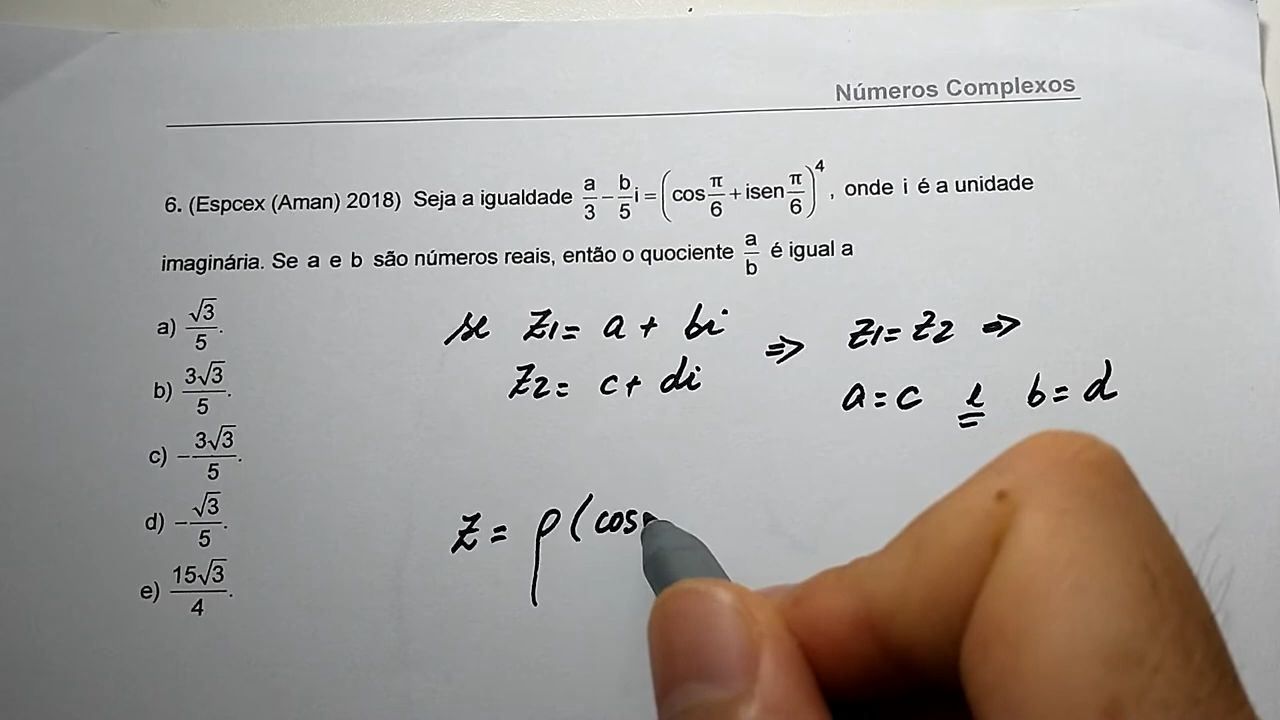 Números Complexos
6. (Espcex (Aman) 2018) Seja a igualdade a/3 − b/5 i = (cos π/6 + isen π/6)^4, onde i é a unidade
imaginária. Se a e b são números reais, então o quociente a/b é igual a
a) √3/5.
b) 3√3/5.
c) −3√3/5.
d) −√3/5.
e) 15√3/4.
se z1= a + bi
z2= c + di
⇒ z1=z2 ⇒
a=c e b=d
z= ρ(cos